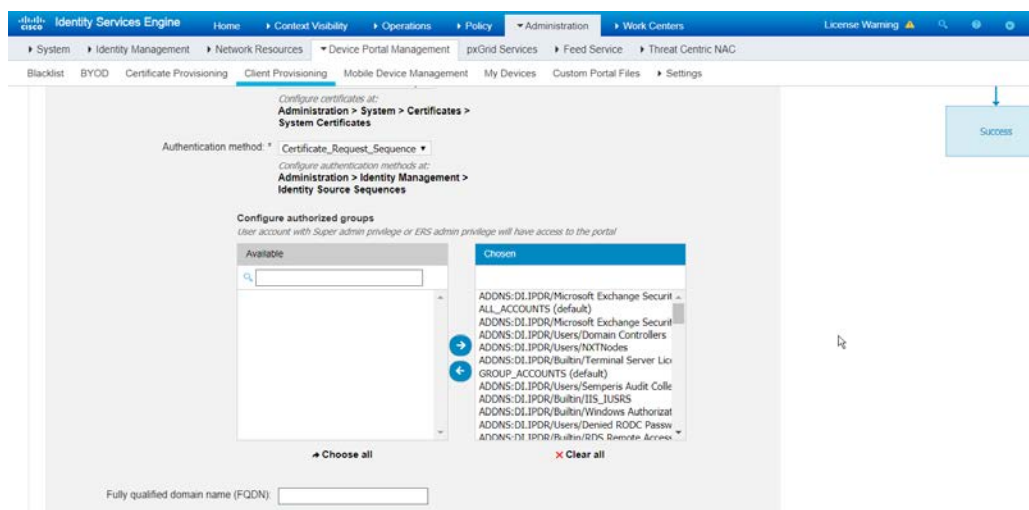 cisco Identity Services Engine Home Context Visibility Operations Policy Administration Work Centers License Warning
System Identity Management Network Resources Device Portal Management pxGrid Services Feed Service Threat Centric NAC
Blacklist BYOD Certificate Provisioning Client Provisioning Mobile Device Management My Devices Custom Portal Files Settings
Configure certificates at:
Administration > System > Certificates >
System Certificates
Success
Authentication method: * Certificate_Request_Sequence
Configure authentication methods at:
Administration > Identity Management >
Identity Source Sequences
Configure authorized groups
User account with Super admin privilege or ERS admin privilege will have access to the portal
Available
Chosen
ADDNS:DI.IPDR/Microsoft Exchange Securit
ALL_ACCOUNTS (default)
ADDNS:DI.IPDR/Microsoft Exchange Securit
ADDNS:DI.IPDR/Users/Domain Controllers
ADDNS:DI.IPDR/Users/NXTNodes
ADDNS:DI.IPDR/Builtin/Terminal Server Lic
GROUP_ACCOUNTS (default)
ADDNS:DI.IPDR/Users/Semperis Audit Colle
ADDNS:DI.IPDR/Builtin/IIS_IUSRS
ADDNS:DI.IPDR/Builtin/Windows Authorizat
ADDNS:DI.IPDR/Users/Denied RODC Passw
ADDNS:DI.IPDR/Builtin/RDS Remote Access
Choose all
Clear all
Fully qualified domain name (FQDN):